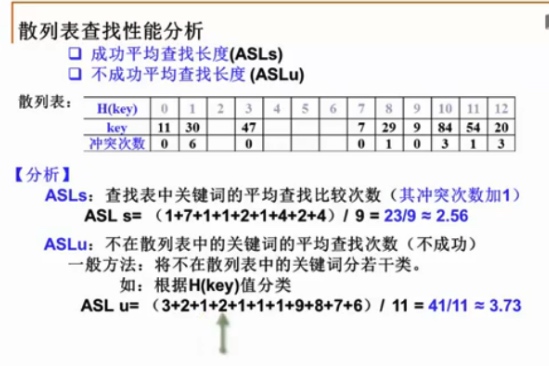 散列表查找性能分析
❑ 成功平均查找长度(ASLs)
❑ 不成功平均查找长度 (ASLu)
散列表：
H(key) 0 1 2 3 4 5 6 7 8 9 10 11 12
key 11 30 47 7 29 9 84 54 20
冲突次数 0 6 0 0 1 0 3 1 3
【分析】
ASLs：查找表中关键词的平均查找比较次数（其冲突次数加1）
ASL s= （1+7+1+1+2+1+4+2+4）/ 9 = 23/9 ≈ 2.56
ASLu：不在散列表中的关键词的平均查找次数（不成功）
一般方法：将不在散列表中的关键词分若干类。
如：根据H(key)值分类
ASL u= （3+2+1+2+1+1+1+9+8+7+6）/ 11 = 41/11 ≈ 3.73